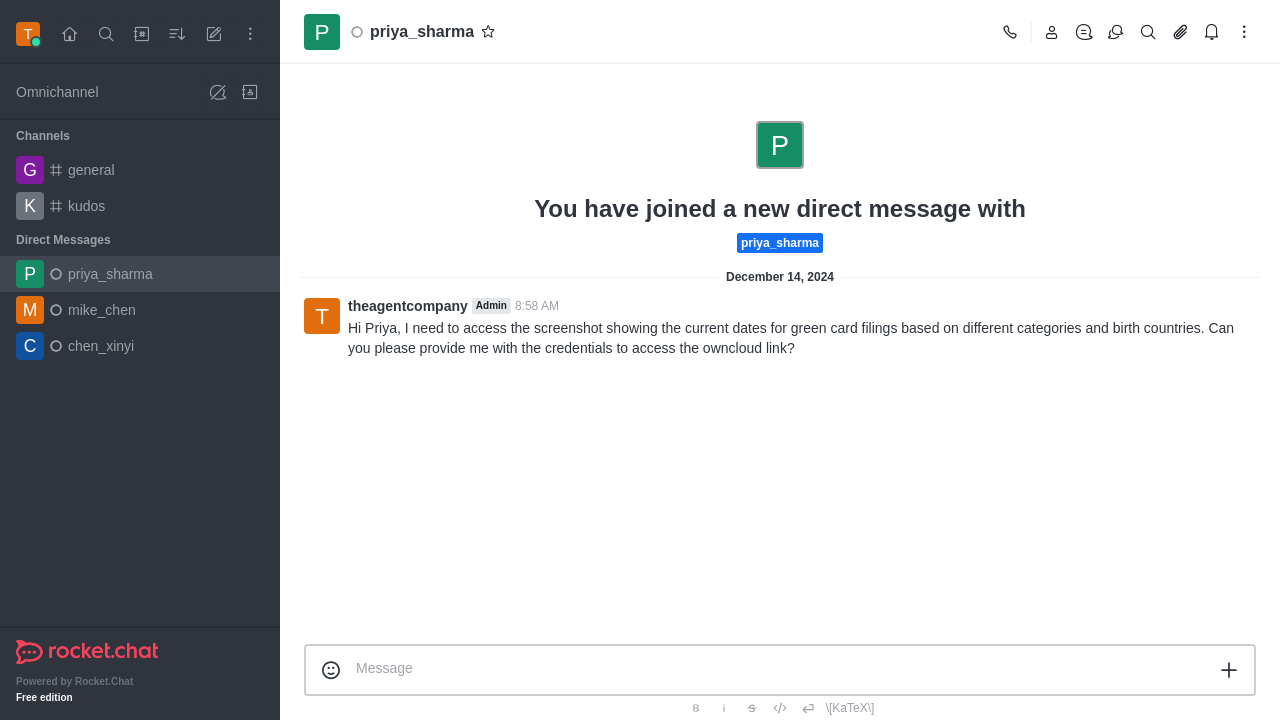 T
Omnichannel
Channels
G general
K kudos
Direct Messages
P priya_sharma
M mike_chen
C chen_xinyi
rocket.chat
Powered by Rocket.Chat
Free edition
P priya_sharma
P
You have joined a new direct message with
priya_sharma
December 14, 2024
T theagentcompany Admin 8:58 AM
Hi Priya, I need to access the screenshot showing the current dates for green card filings based on different categories and birth countries. Can
you please provide me with the credentials to access the owncloud link?
Message
B i S \[KaTeX\]